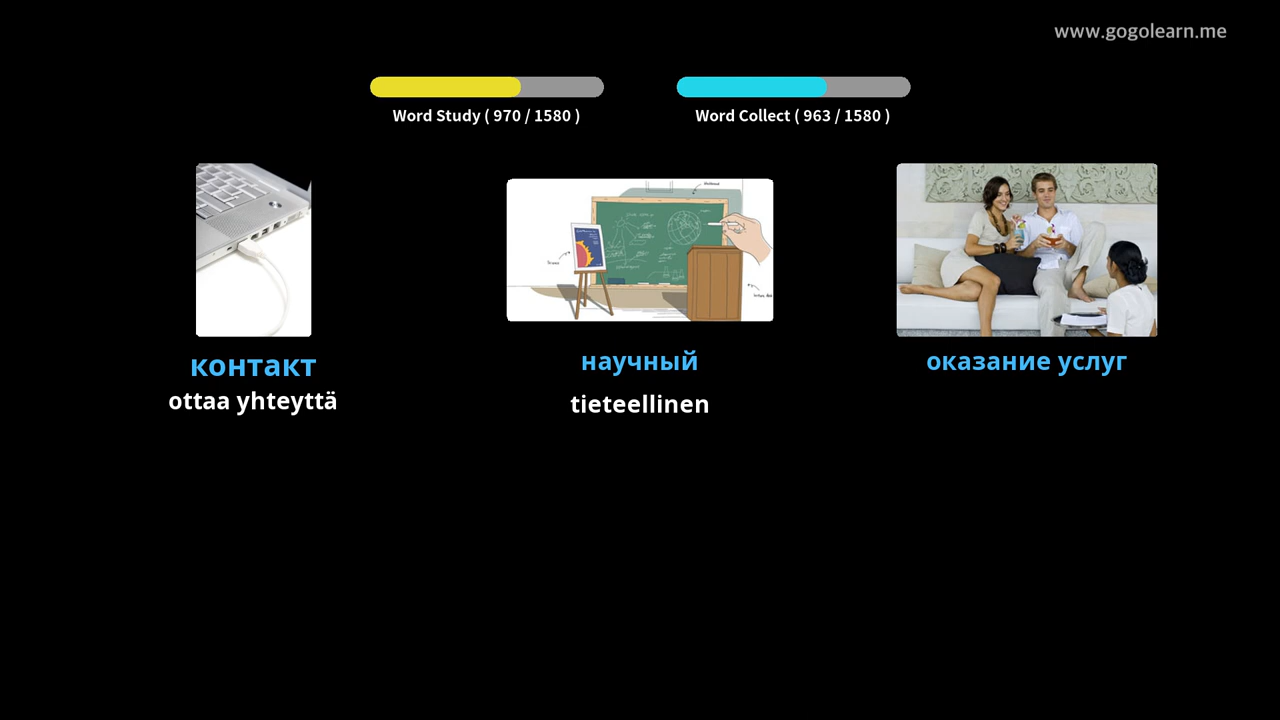 www.gogolearn.me
Word Study ( 970 / 1580 )
Word Collect ( 963 / 1580 )
контакт
ottaa yhteyttä
научный
tieteellinen
оказание услуг